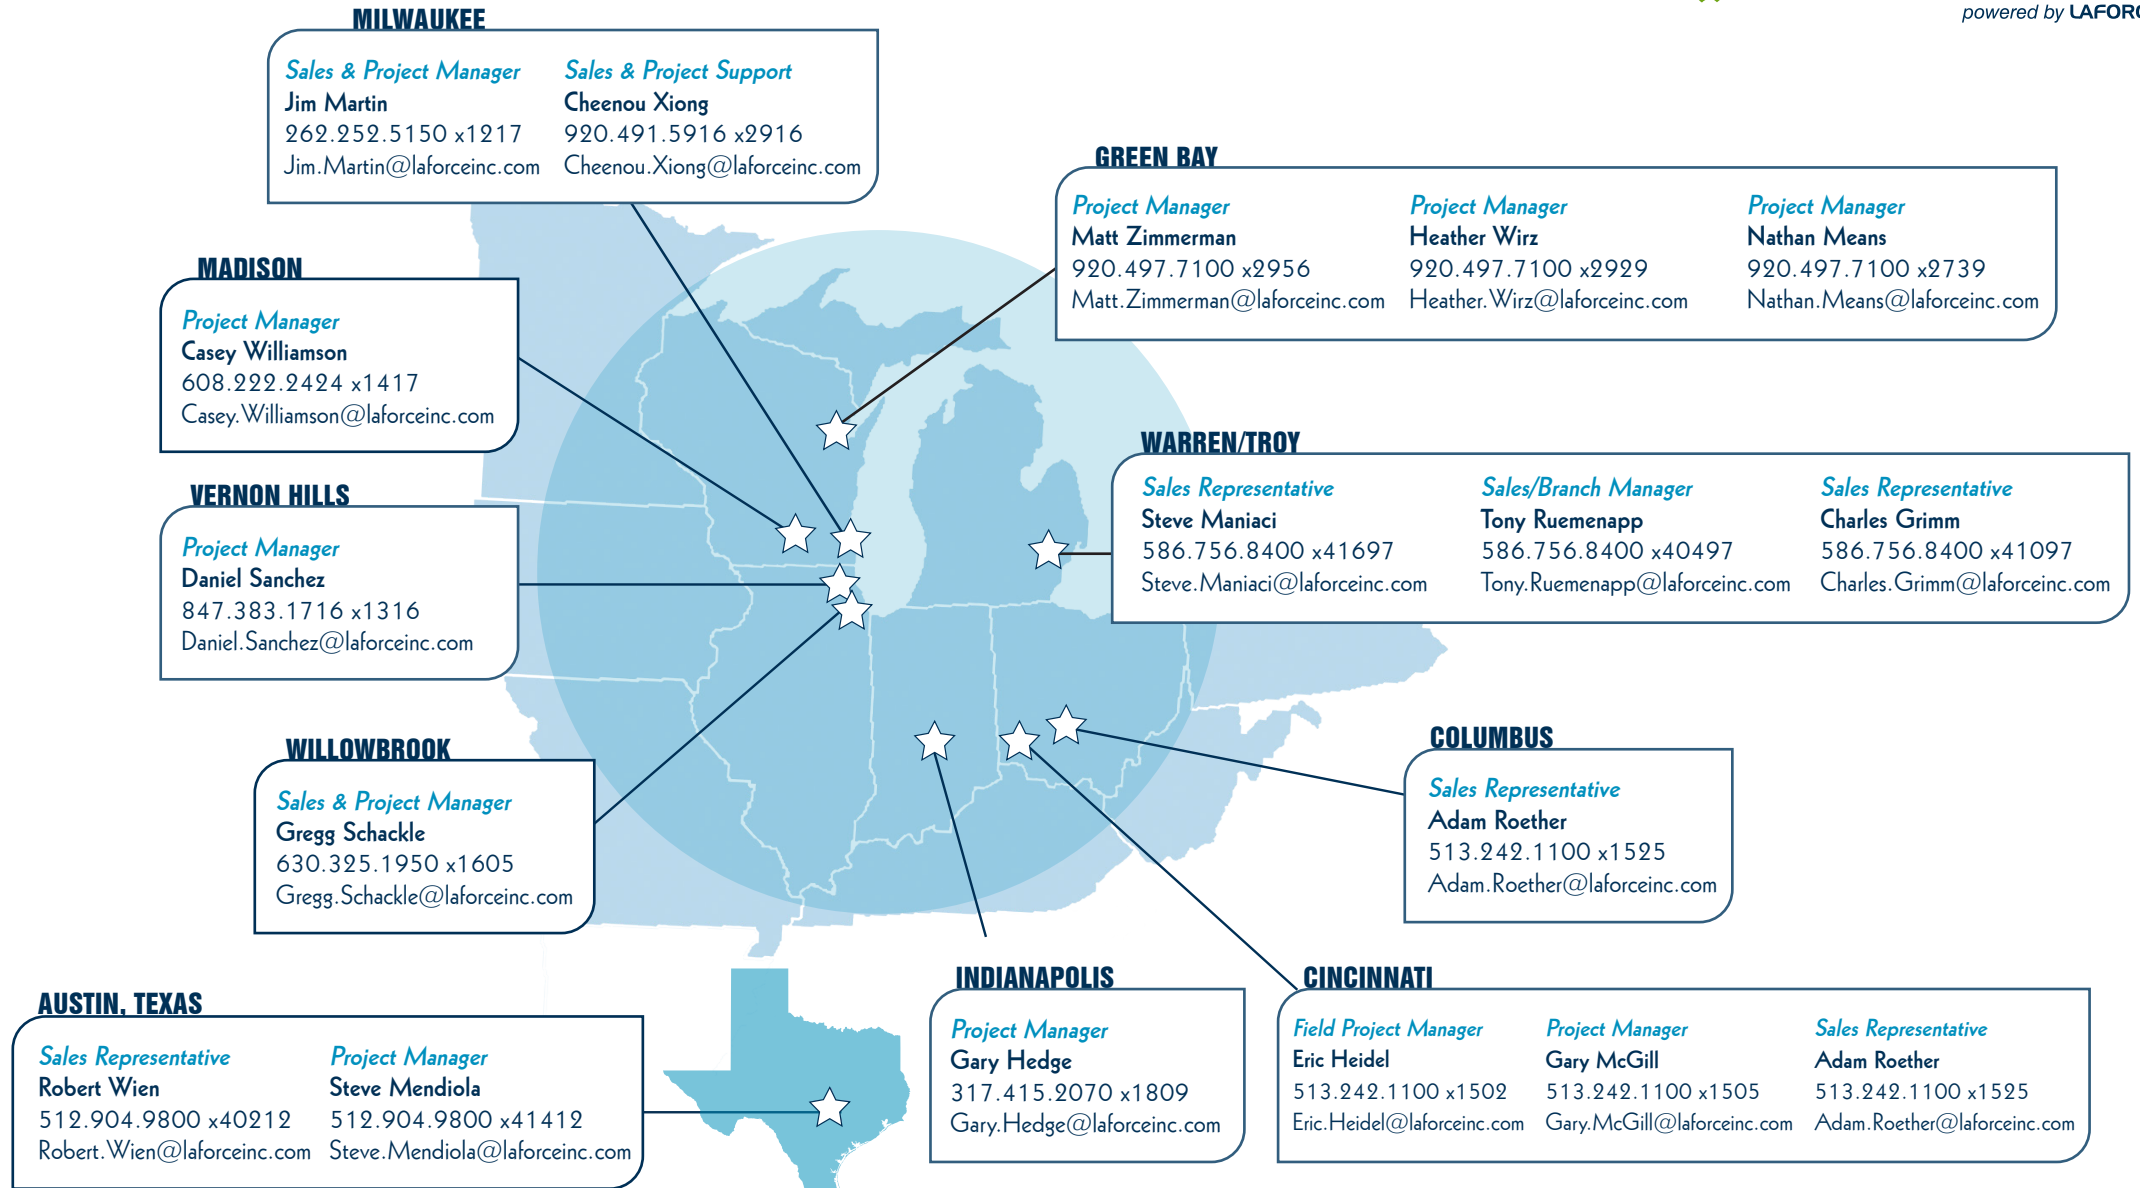 powered by
MILWAUKEE
Sales & Project Manager
Jim Martin
262.252.5150 x1217
Jim.Martin@laforceinc.com
Sales & Project Support
Cheenou Xiong
920.491.5916 x2916
Cheenou.Xiong@laforceinc.com
GREEN BAY
Project Manager
Matt Zimmerman
920.497.7100 x2956
Matt.Zimmerman@laforceinc.com
Project Manager
Heather Wirz
920.497.7100 x2929
Heather.Wirz@laforceinc.com
Project Manager
Nathan Means
920.497.7100 x2739
Nathan.Means@laforceinc.com
MADISON
Project Manager
Casey Williamson
608.222.2424 x1417
Casey.Williamson@laforceinc.com
WARREN/TROY
Sales Representative
Steve Maniaci
586.756.8400 x41697
Steve.Maniaci@laforceinc.com
Sales/Branch Manager
Tony Ruemenapp
586.756.8400 x40497
Tony.Ruemenapp@laforceinc.com
Sales Representative
Charles Grimm
586.756.8400 x41097
Charles.Grimm@laforceinc.com
VERNON HILLS
Project Manager
Daniel Sanchez
847.383.1716 x1316
Daniel.Sanchez@laforceinc.com
WILLOWBROOK
Sales & Project Manager
Gregg Schackle
630.325.1950 x1605
Gregg.Schackle@laforceinc.com
COLUMBUS
Sales Representative
Adam Roether
513.242.1100 x1525
Adam.Roether@laforceinc.com
AUSTIN, TEXAS
Sales Representative
Robert Wien
512.904.9800 x40212
Robert.Wien@laforceinc.com
Project Manager
Steve Mendiola
512.904.9800 x41412
Steve.Mendiola@laforceinc.com
INDIANAPOLIS
Project Manager
Gary Hedge
317.415.2070 x1809
Gary.Hedge@laforceinc.com
CINCINNATI
Field Project Manager
Eric Heidel
513.242.1100 x1502
Eric.Heidel@laforceinc.com
Project Manager
Gary McGill
513.242.1100 x1505
Gary.McGill@laforceinc.com
Sales Representative
Adam Roether
513.242.1100 x1525
Adam.Roether@laforceinc.com